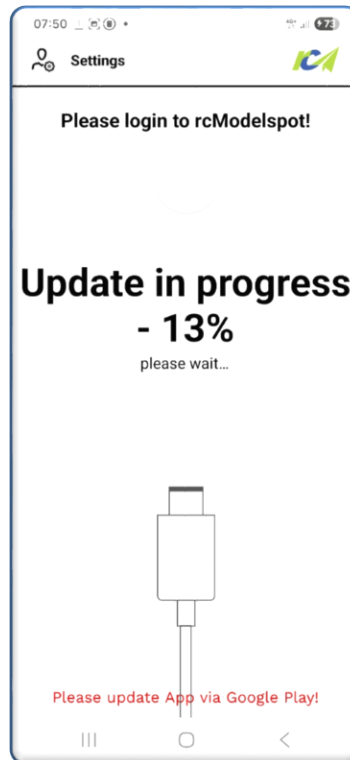 07:50
73
Settings
Please login to rcModelspot!
Update in progress
- 13%
please wait...
Please update App via Google Play!